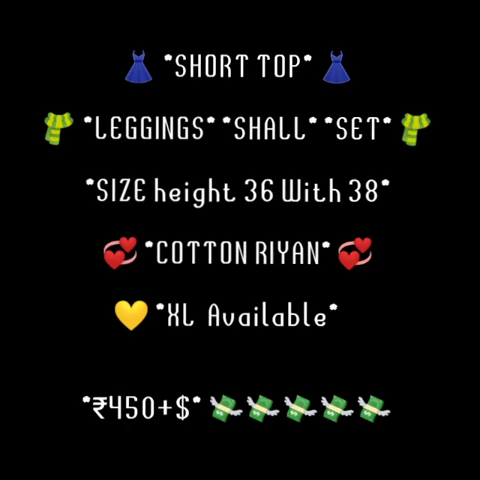 👗 *SHORT TOP* 👗
🧣 *LEGGINGS* *SHALL* *SET* 🧣
*SIZE height 36 With 38*
💞 *COTTON RIYAN* 💞
💛 *XL Available*
*₹450+$* 💸💸💸💸💸